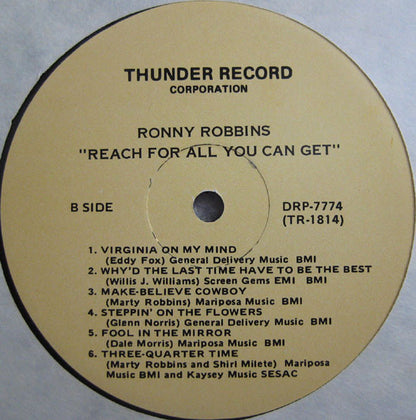 THUNDER RECORD
CORPORATION
RONNY ROBBINS
"REACH FOR ALL YOU CAN GET"
B SIDE
DRP-7774
(TR-1814)
1. VIRGINIA ON MY MIND
(Eddy Fox) General Delivery Music BMI
2. WHY'D THE LAST TIME HAVE TO BE THE BEST
(Willis J. Williams) Screen Gems EMI BMI
3. MAKE-BELIEVE COWBOY
(Marty Robbins) Mariposa Music BMI
4. STEPPIN' ON THE FLOWERS
(Glenn Norris) General Delivery Music BMI
5. FOOL IN THE MIRROR
(Dale Morris) Mariposa Music BMI
6. THREE-QUARTER TIME
(Marty Robbins and Shirl Milete) Mariposa
Music BMI and Kaysey Music SESAC